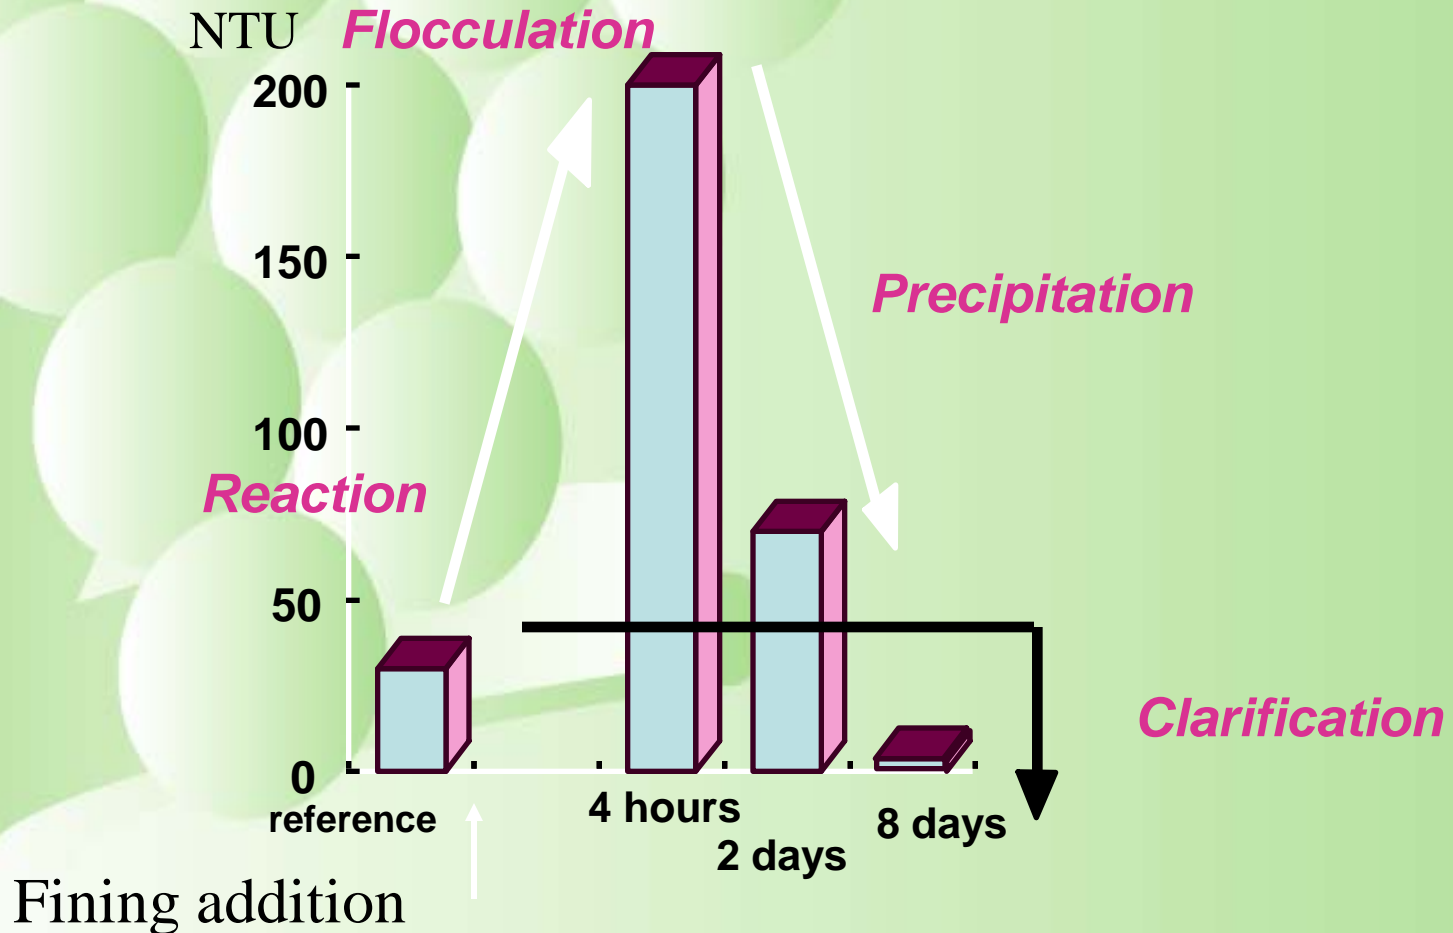 NTU Flocculation
200
150
Precipitation
100
Reaction
50
Clarification
0
reference
4 hours
8 days
2 days
Fining addition